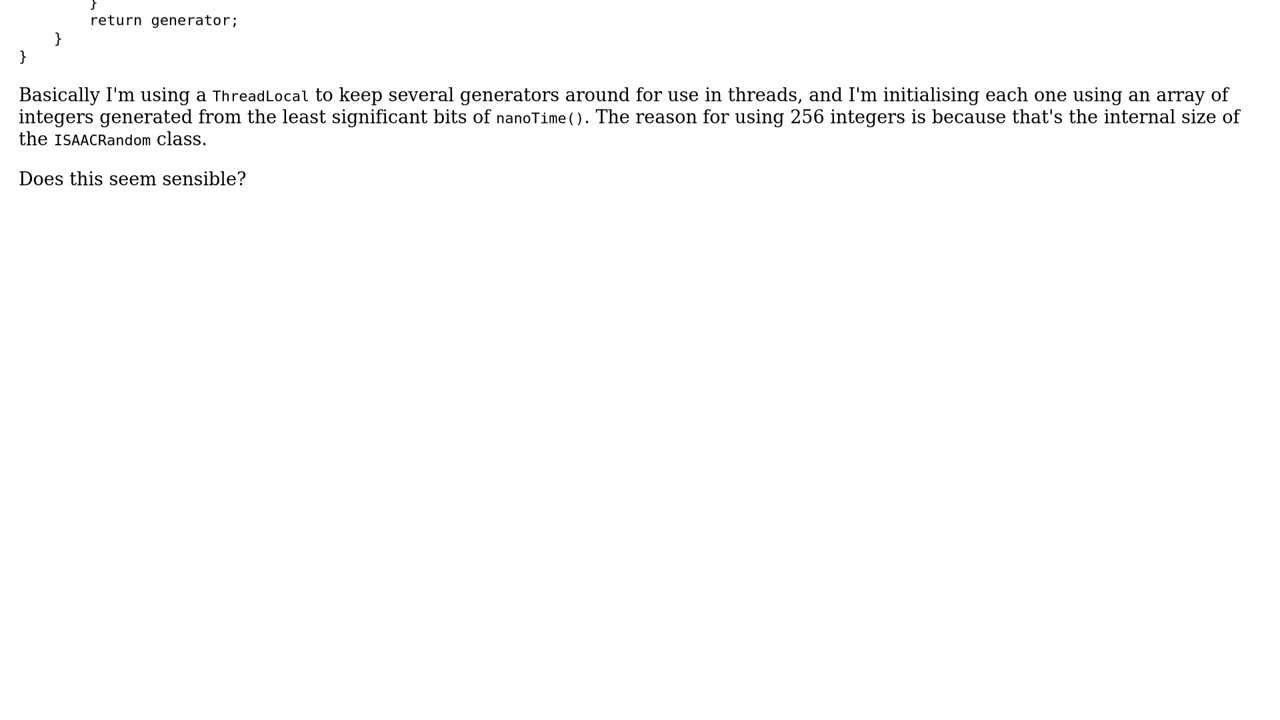 }
return generator;
}
}
Basically I'm using a ThreadLocal to keep several generators around for use in threads, and I'm initialising each one using an array of
integers generated from the least significant bits of nanoTime(). The reason for using 256 integers is because that's the internal size of
the ISAACRandom class.
Does this seem sensible?